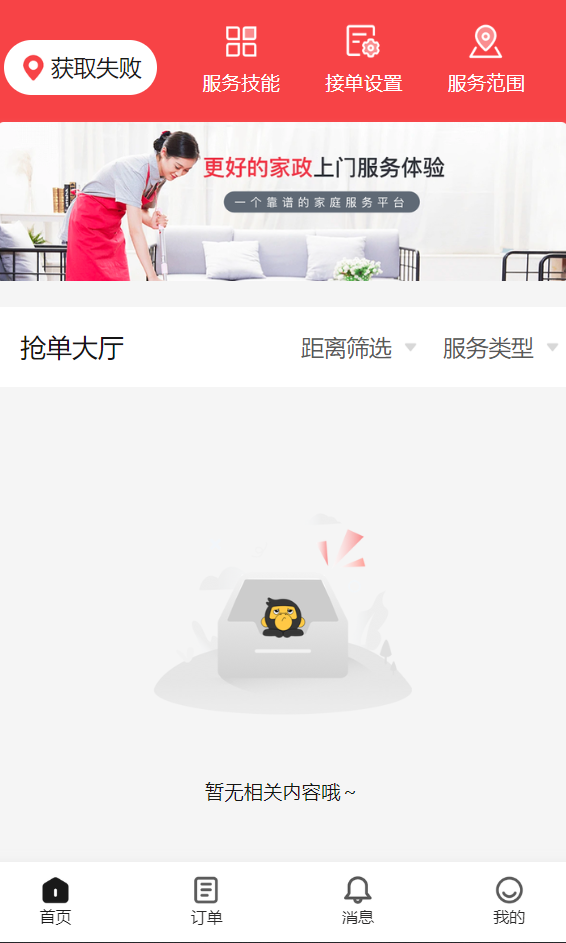 获取失败
服务技能
接单设置
服务范围
更好的家政上门服务体验
一个靠谱的家庭服务平台
抢单大厅
距离筛选
服务类型
暂无相关内容哦~
首页
订单
消息
我的